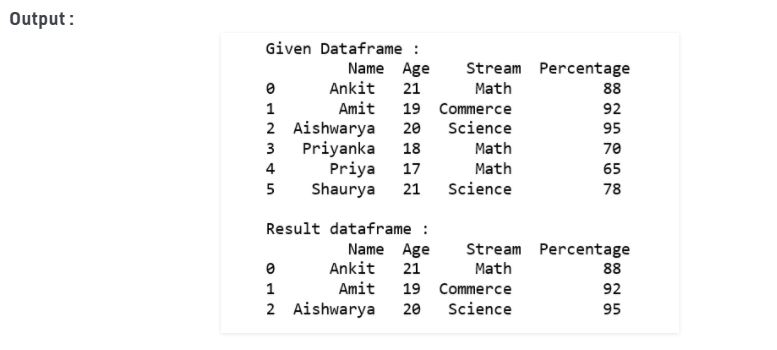 Output :
Given Dataframe :
Name Age Stream Percentage
0 Ankit 21 Math 88
1 Amit 19 Commerce 92
2 Aishwarya 20 Science 95
3 Priyanka 18 Math 70
4 Priya 17 Math 65
5 Shaurya 21 Science 78
Result dataframe :
Name Age Stream Percentage
0 Ankit 21 Math 88
1 Amit 19 Commerce 92
2 Aishwarya 20 Science 95